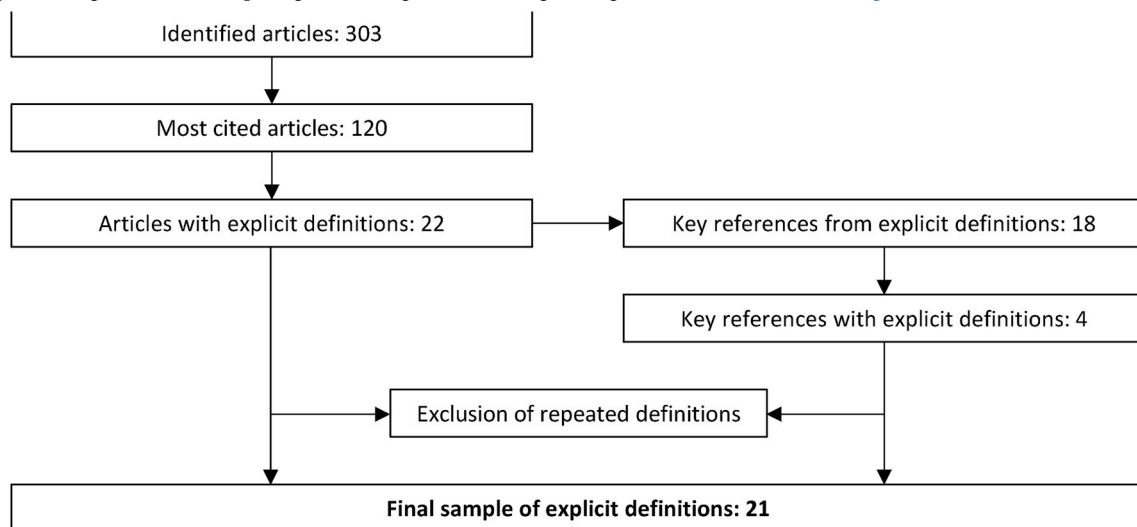 Identified articles: 303
Most cited articles: 120
Articles with explicit definitions: 22
Key references from explicit definitions: 18
Key references with explicit definitions: 4
Exclusion of repeated definitions
Final sample of explicit definitions: 21